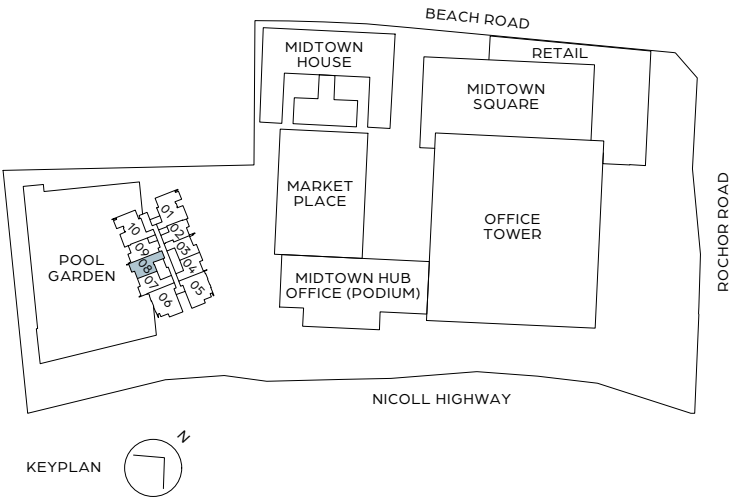 BEACH ROAD
MIDTOWN
HOUSE
RETAIL
MIDTOWN
SQUARE
MARKET
PLACE
OFFICE
TOWER
ROCHOR ROAD
POOL
GARDEN
01
02
03
04
05
10
09
08
07
06
MIDTOWN HUB
OFFICE (PODIUM)
NICOLL HIGHWAY
N
KEYPLAN